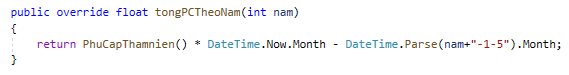 public override float tongPCTheoNam(int nam)
{
return PhuCapThamnien() * DateTime.Now.Month - DateTime.Parse(nam+"-1-5").Month;
}